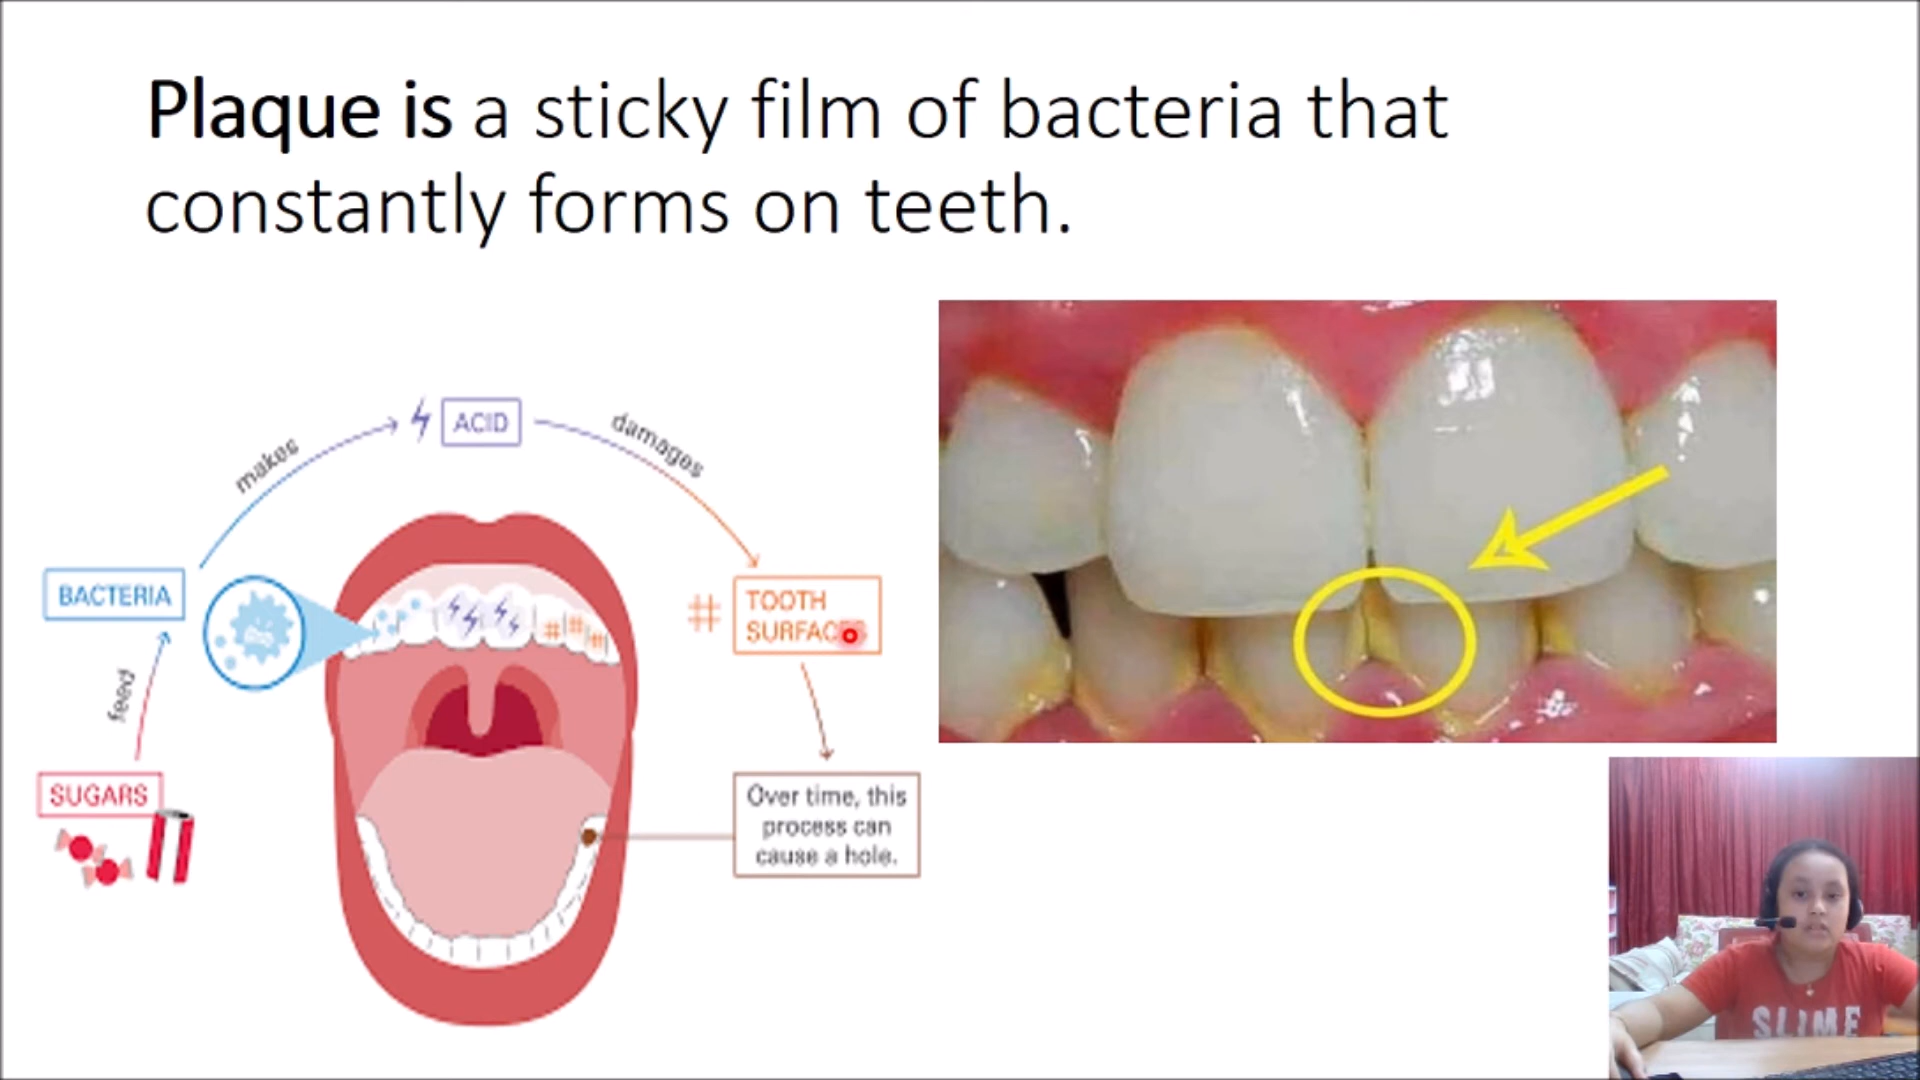 Plaque is a sticky film of bacteria that
constantly forms on teeth.
makes
ACID
damages
BACTERIA
TOOTH
SURFACES
feed
SUGARS
Over time, this
process can
cause a hole.
SLIME